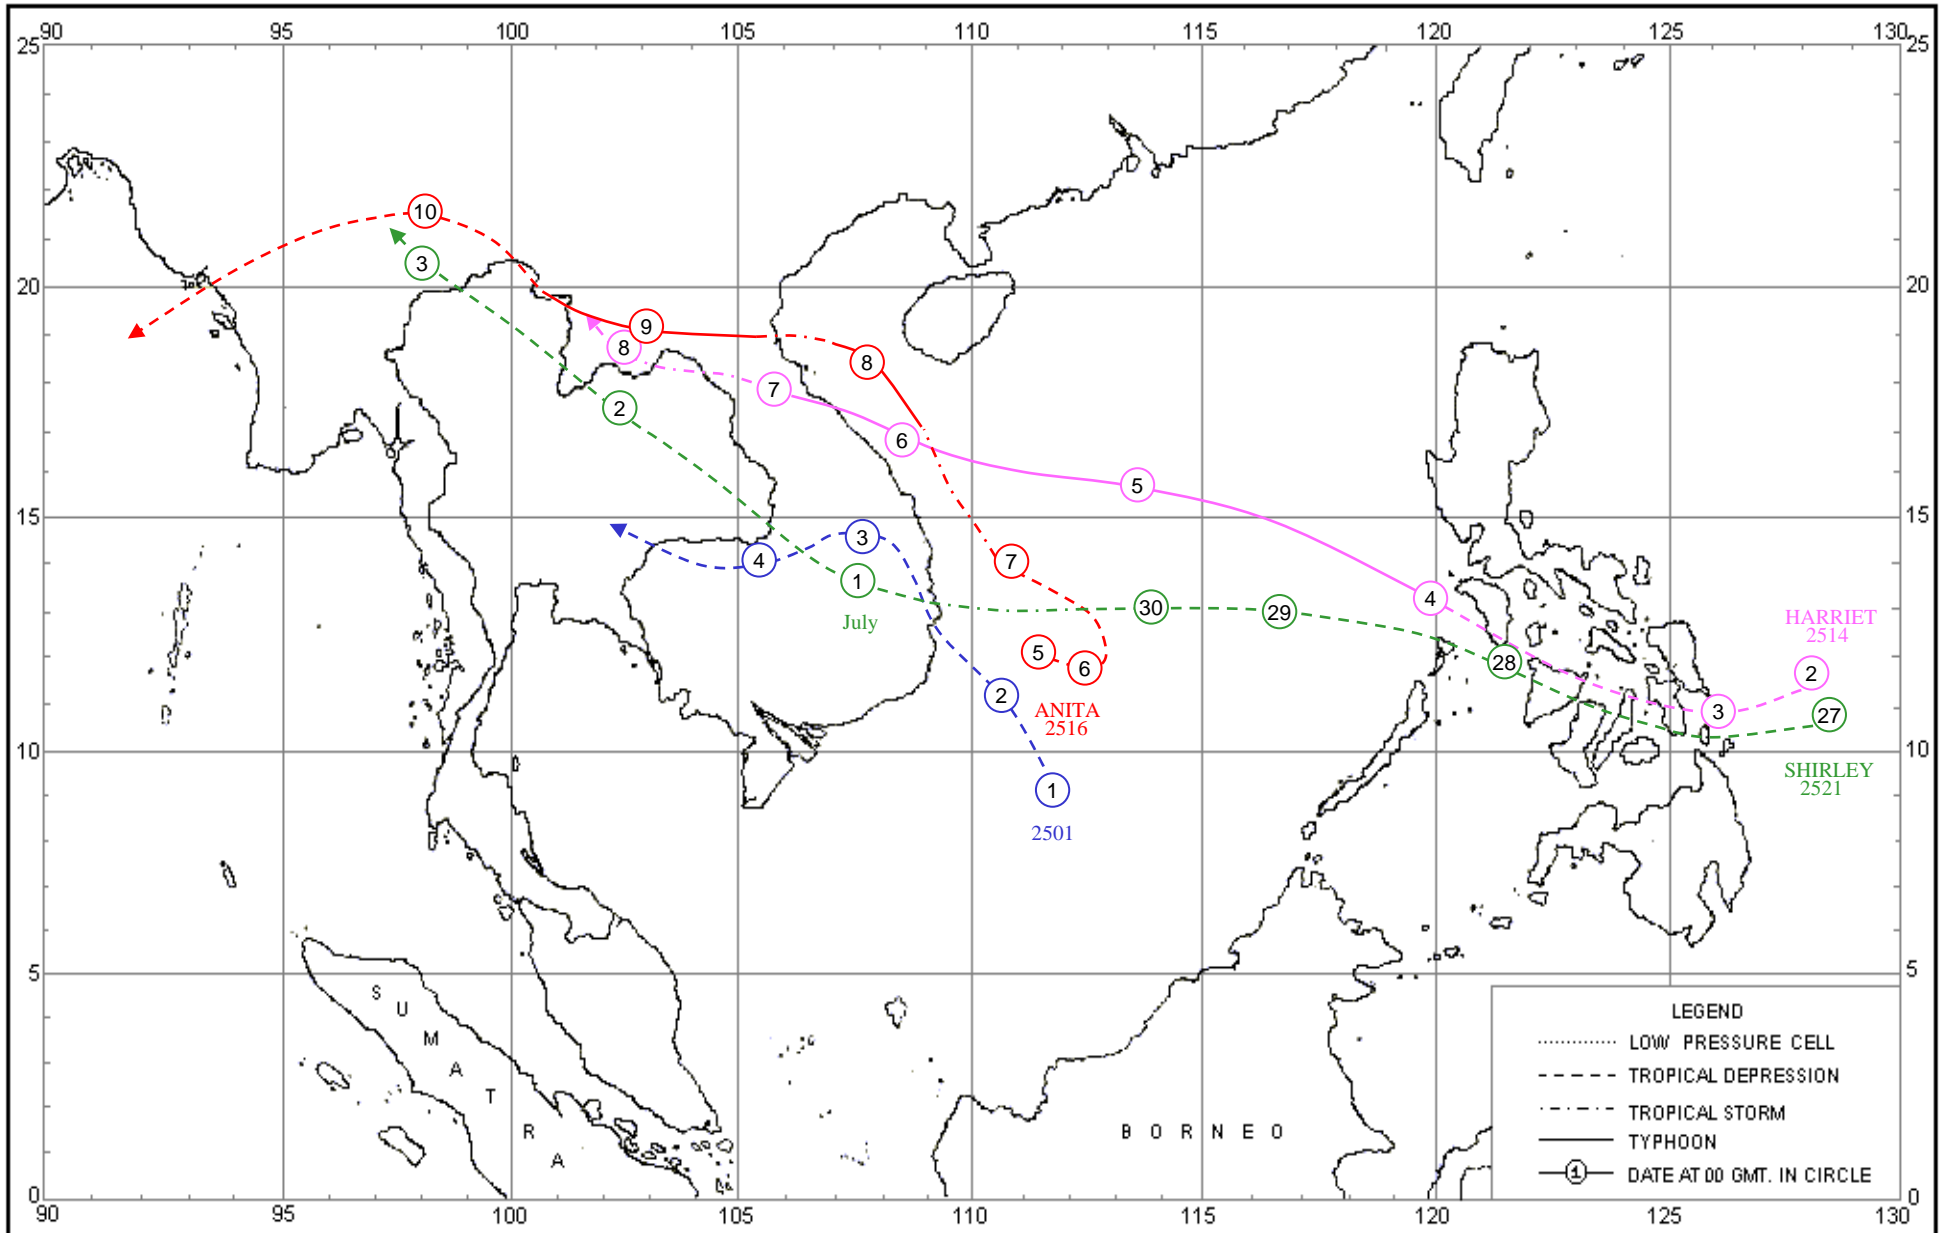 90 95 100 105 110 115 120 125 130
25 25
10
3
20 20
9
8
8
7
2
6
5
15 15
3
4
7
1
July
30
29
4
5
6
28
HARRIET
2514
2
2
ANITA
2516
3
27
10 10
1
2501
SHIRLEY
2521
5 5
S U M A T R A
B O R N E O
LEGEND
LOW PRESSURE CELL
TROPICAL DEPRESSION
TROPICAL STORM
TYPHOON
1 DATE AT 00 GMT. IN CIRCLE
0 0
90 95 100 105 110 115 120 125 130